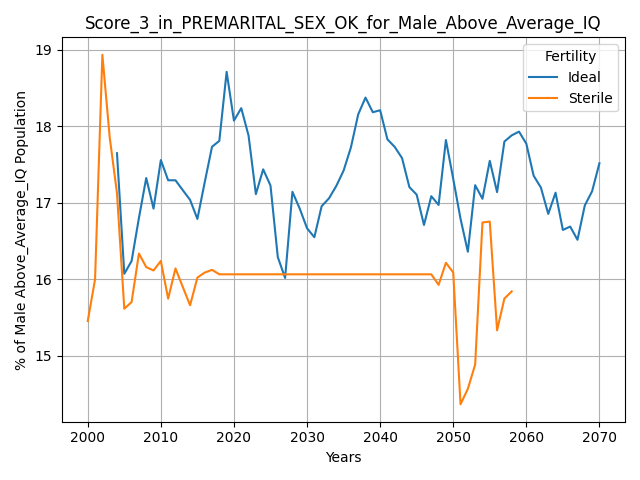 Score_3_in_PREMARITAL_SEX_OK_for_Male_Above_Average_IQ
% of Male Above_Average_IQ Population
19
18
17
16
15
Fertility
Ideal
Sterile
2000 2010 2020 2030 2040 2050 2060 2070
Years